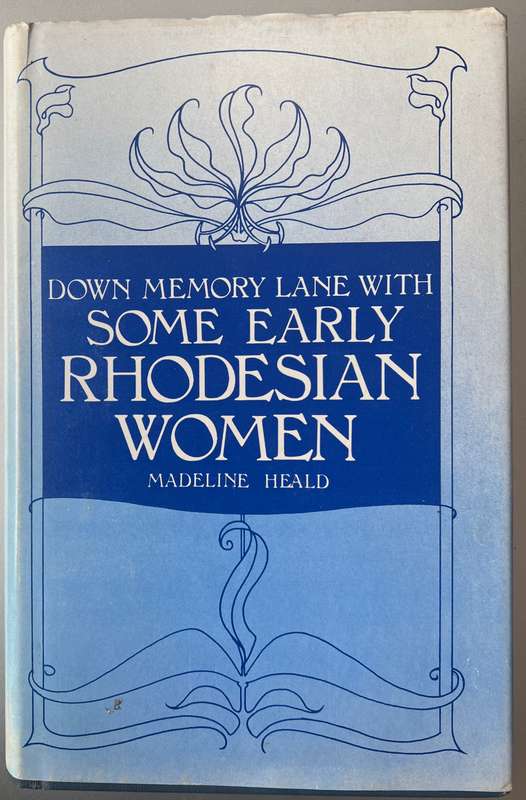 DOWN MEMORY LANE WITH
SOME EARLY
RHODESIAN
WOMEN
MADELINE HEALD